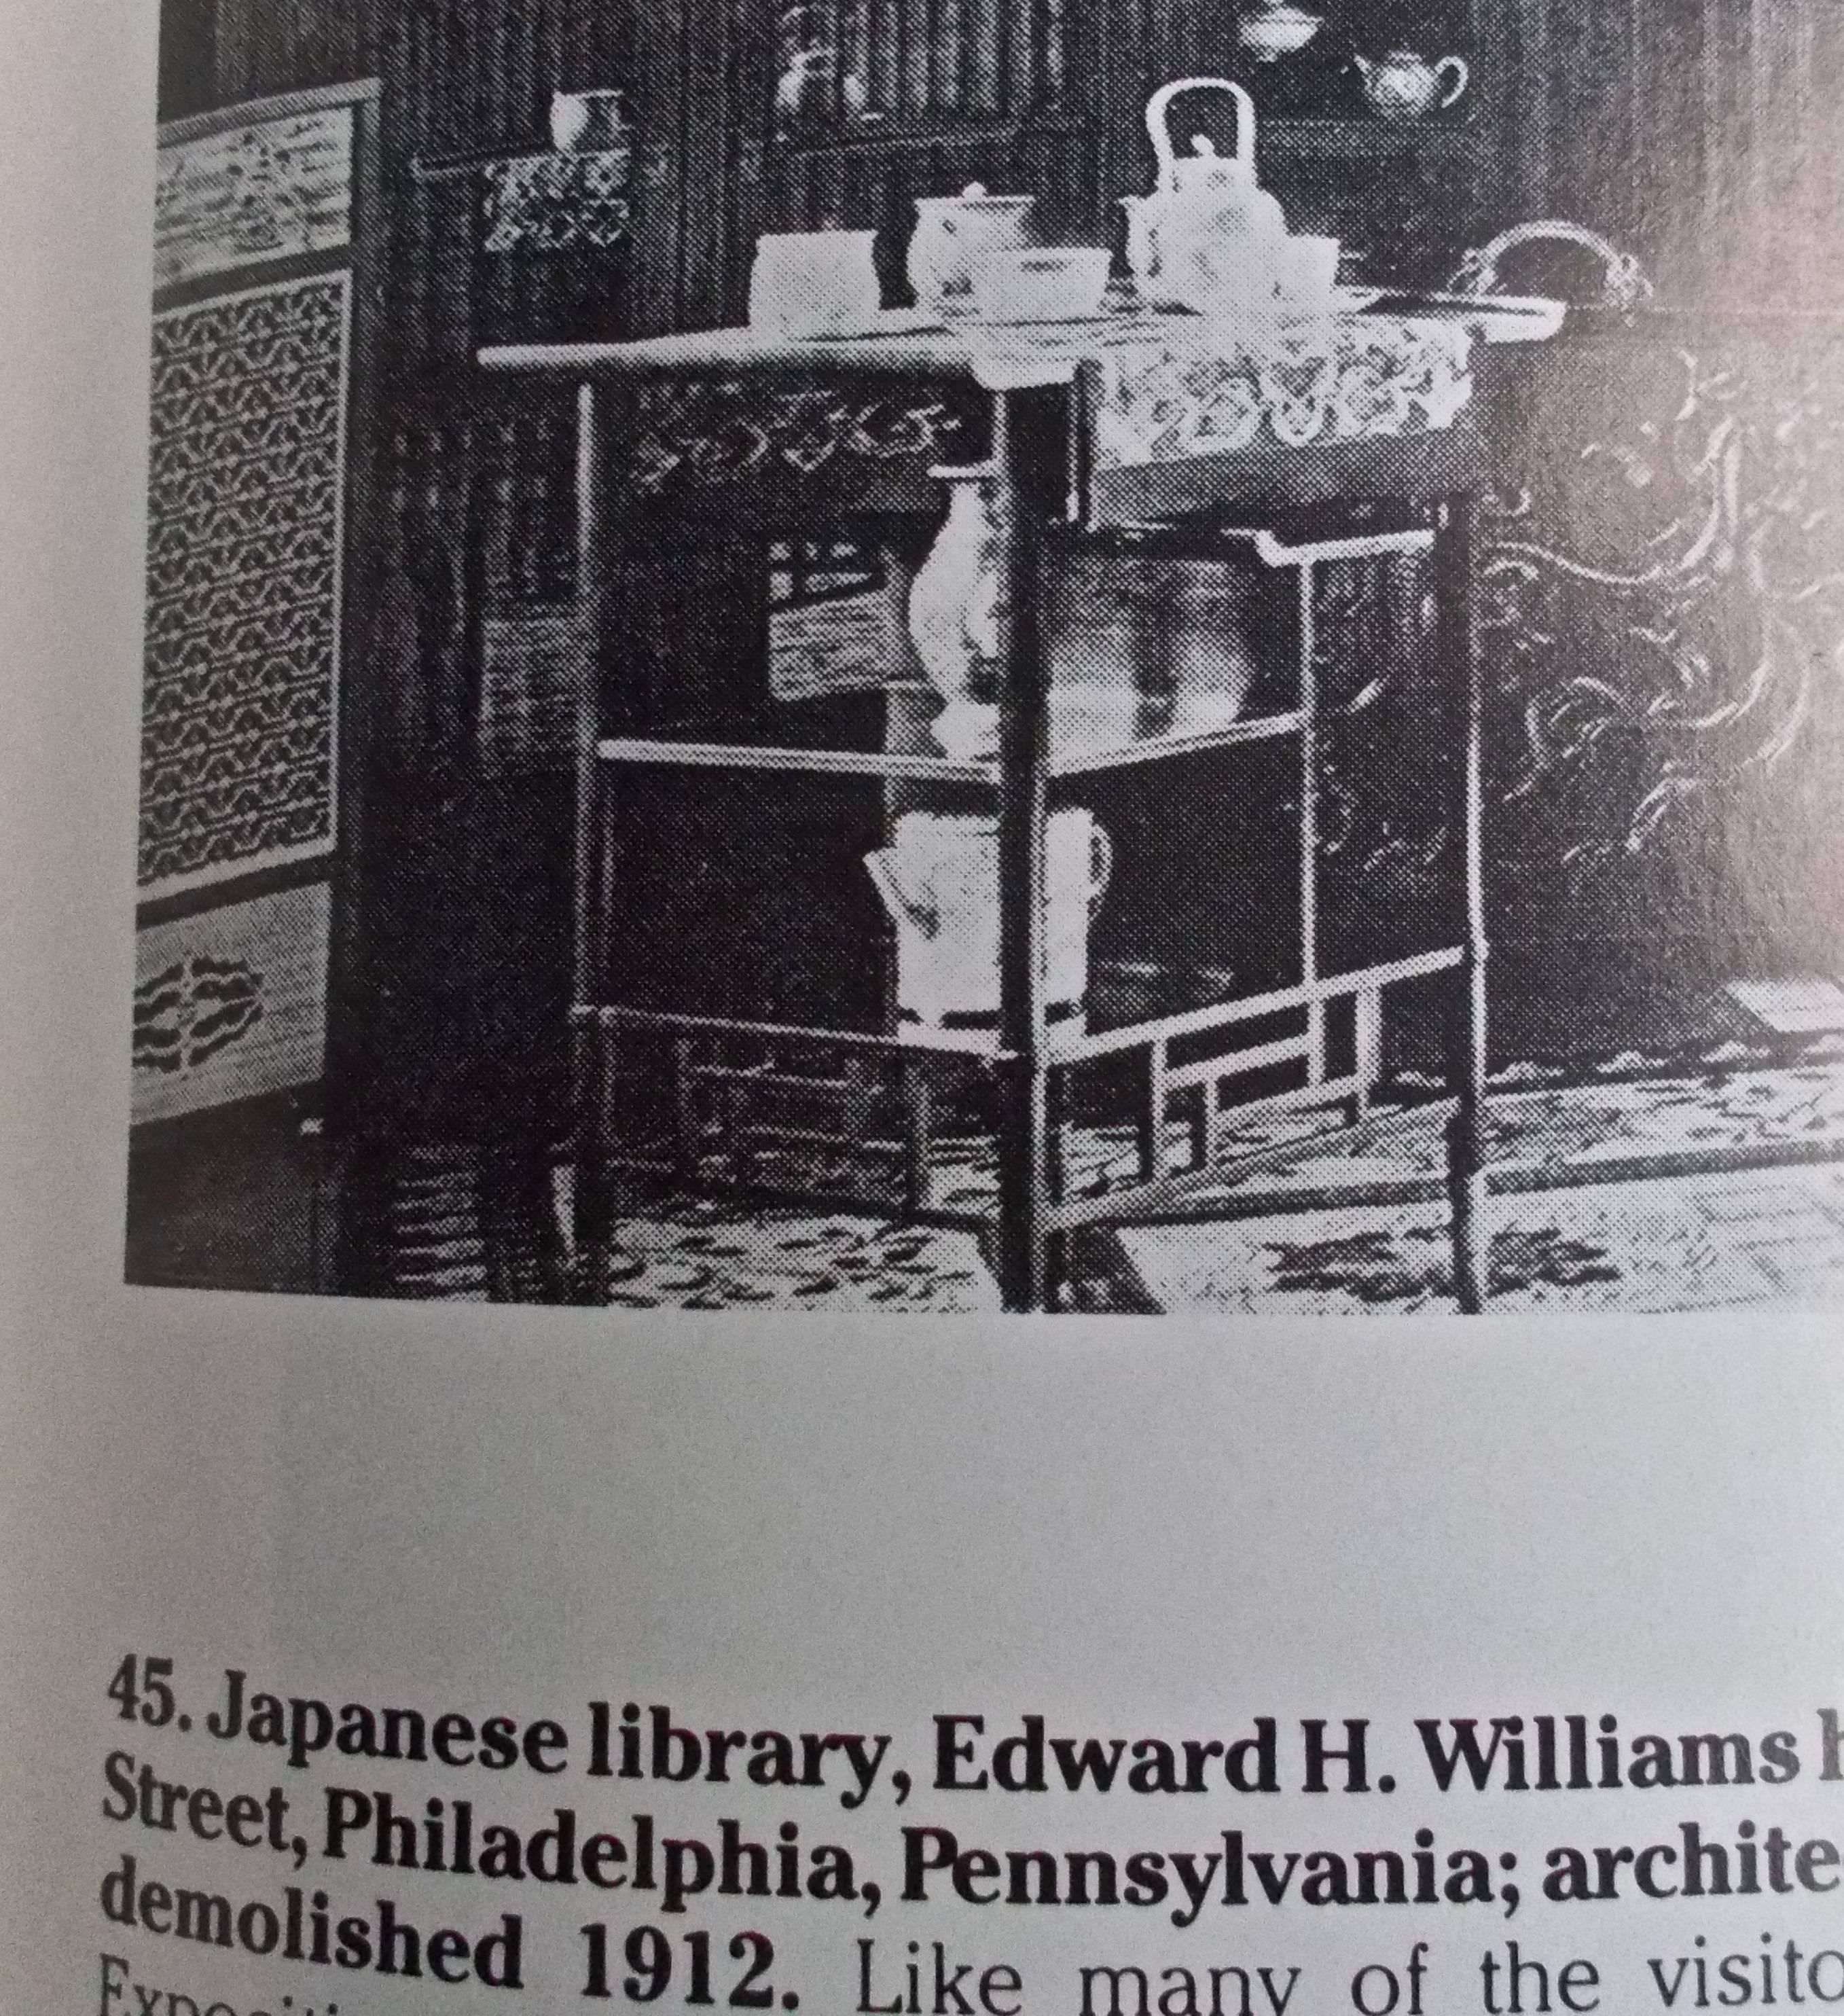 45. Japanese library, Edward H. Williams
Street, Philadelphia, Pennsylvania; archite
demolished 1912. Like many of the visito